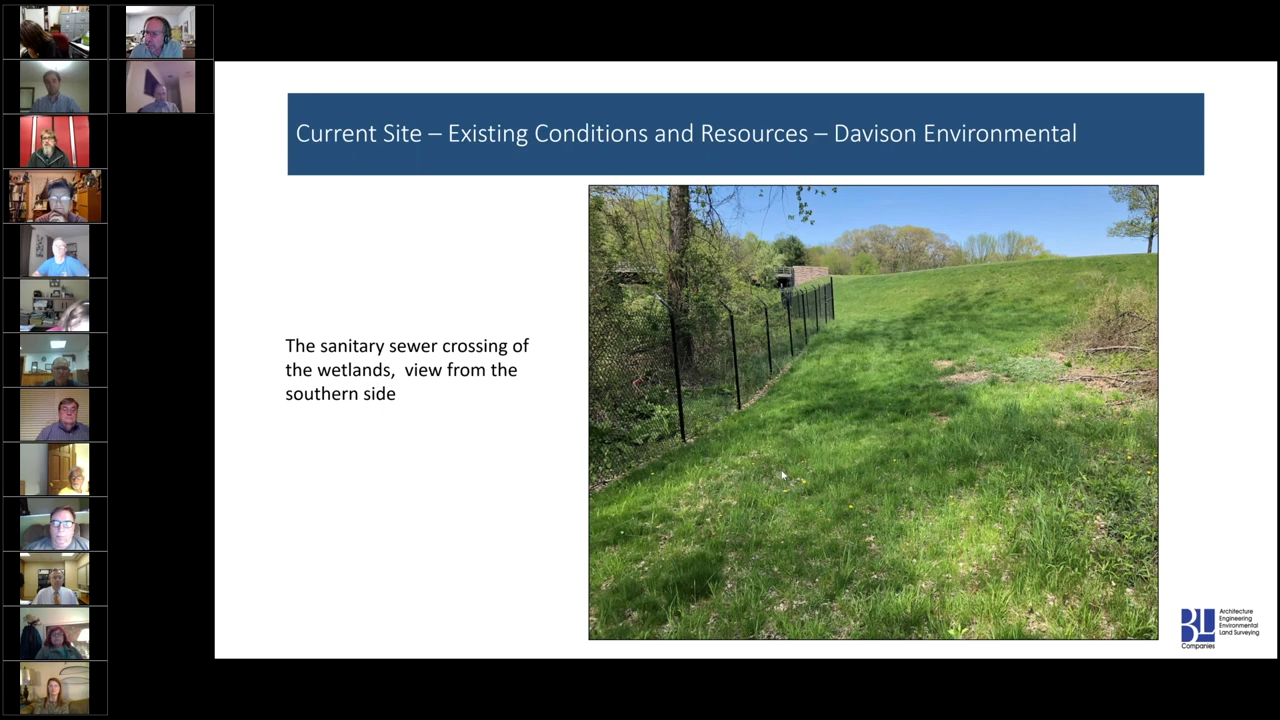 Current Site – Existing Conditions and Resources – Davison Environmental
The sanitary sewer crossing of
the wetlands, view from the
southern side
BL
Companies
Architecture
Engineering
Environmental
Land Surveying